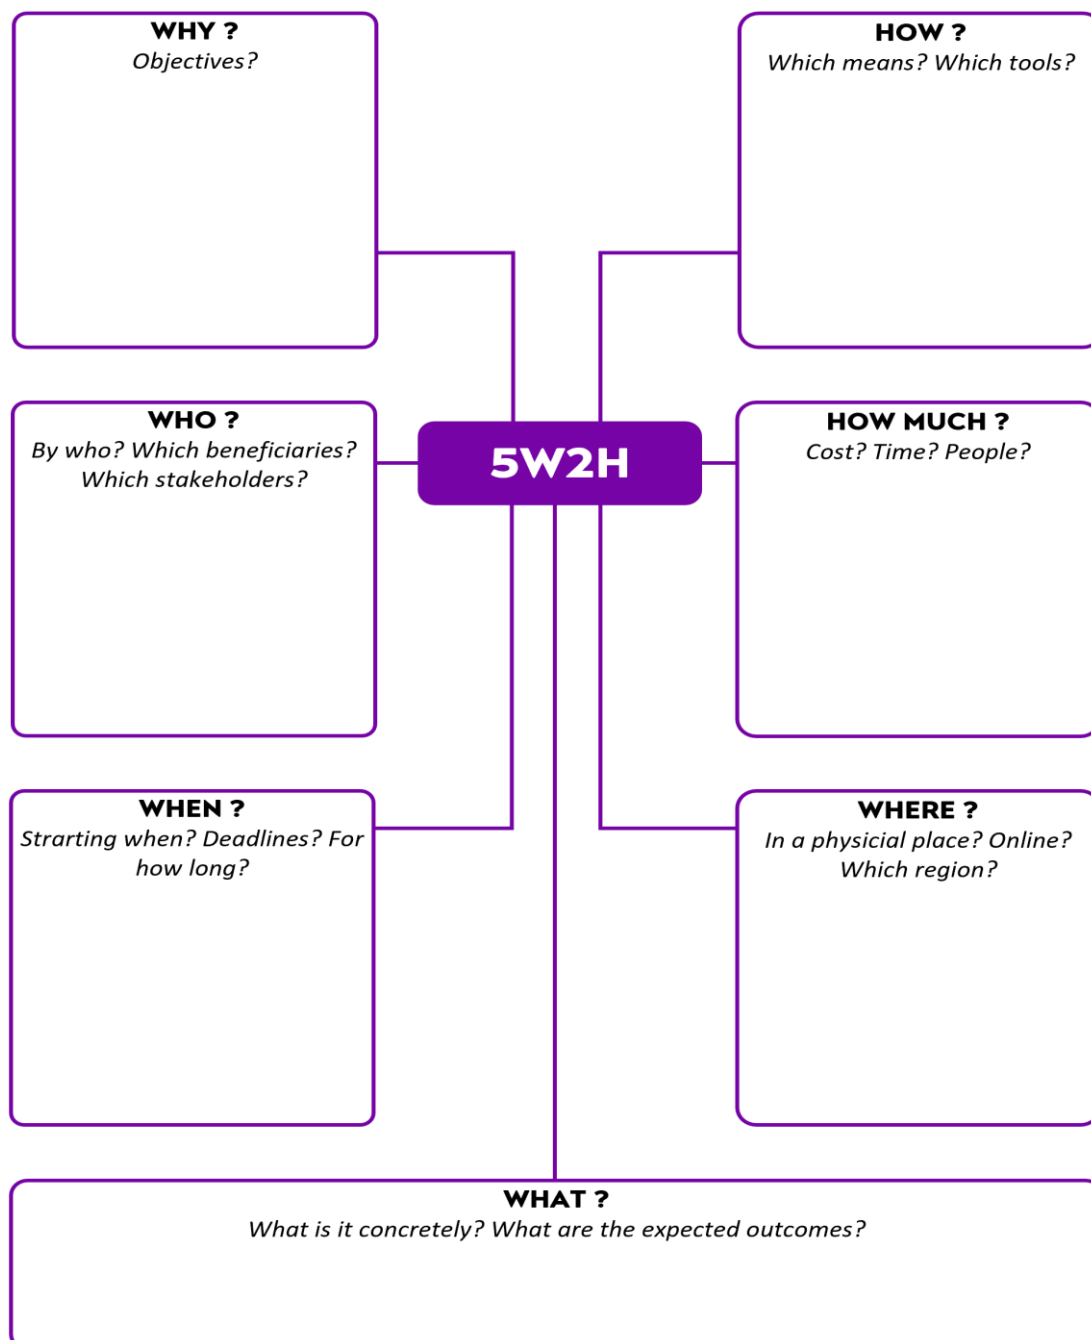 WHY ?
Objectives?
HOW ?
Which means? Which tools?
WHO ?
By who? Which beneficiaries?
Which stakeholders?
5W2H
HOW MUCH ?
Cost? Time? People?
WHEN ?
Strarting when? Deadlines? For
how long?
WHERE ?
In a physicial place? Online?
Which region?
WHAT ?
What is it concretely? What are the expected outcomes?